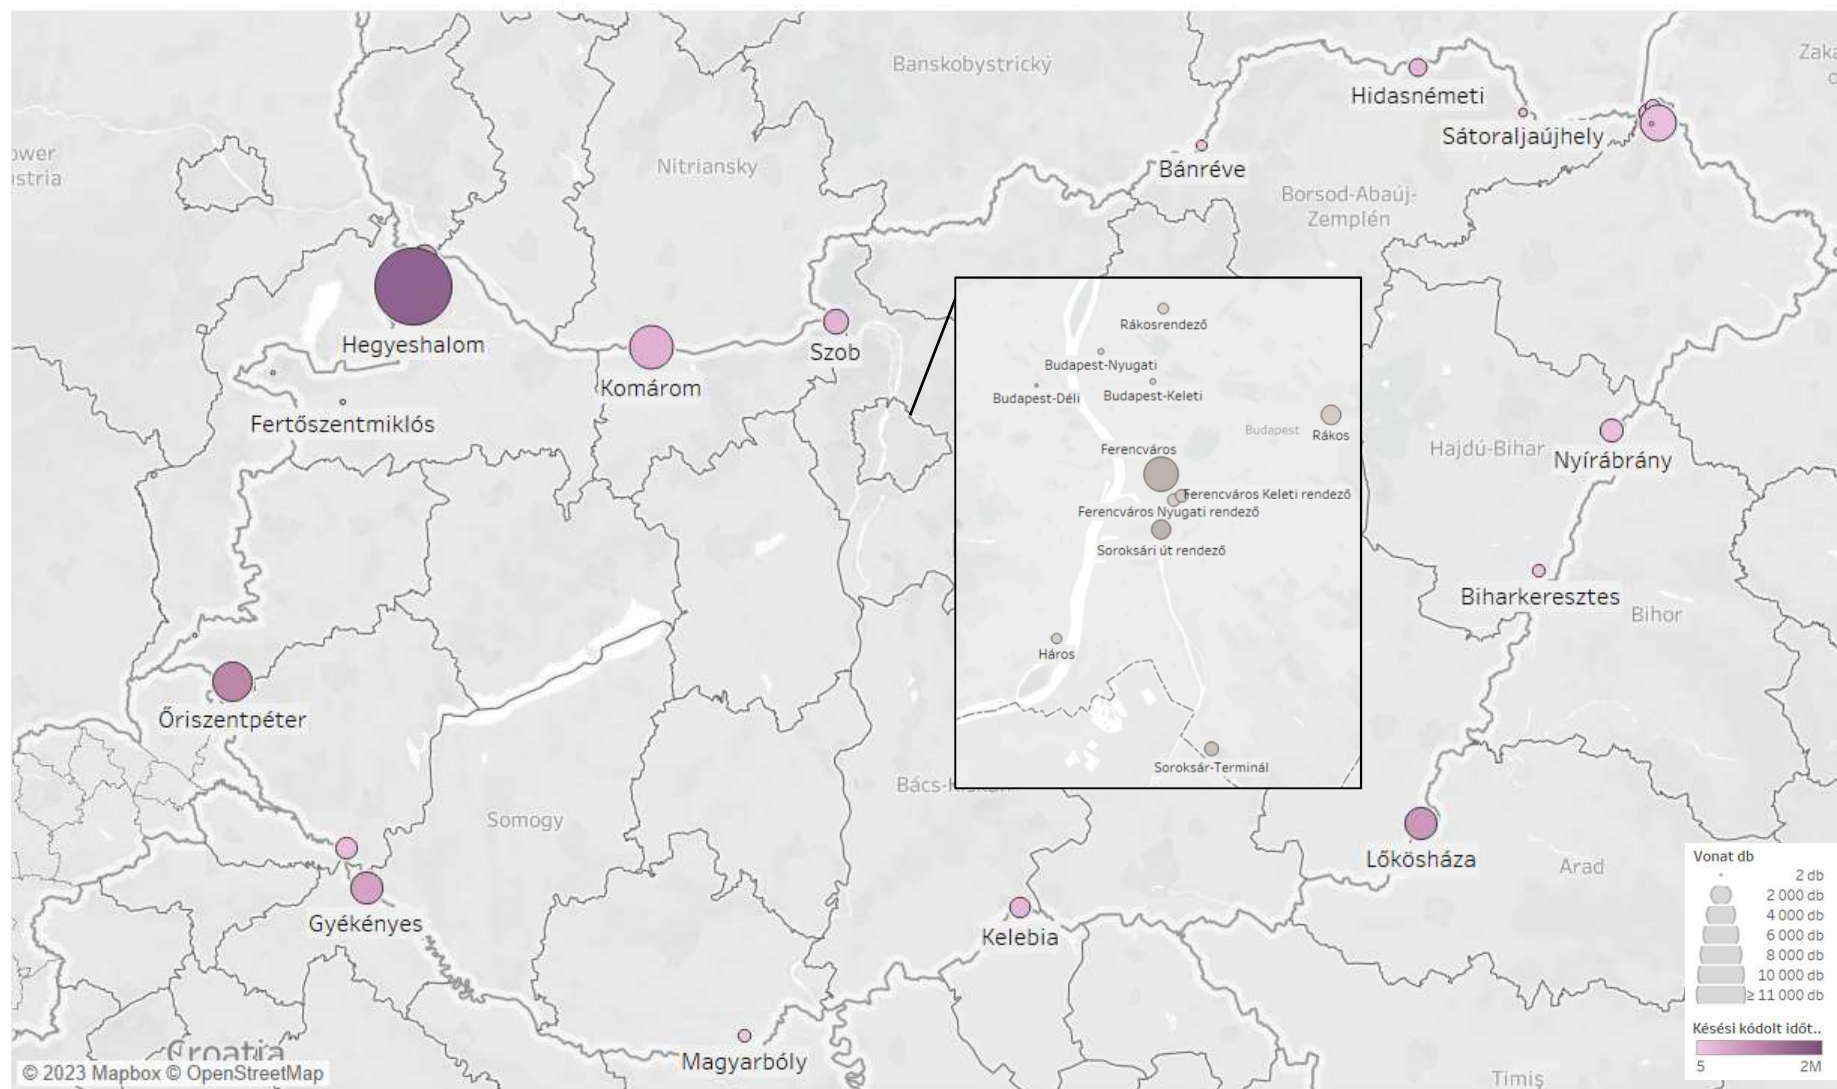 Banskobystrický
Hidasnémeti
Sátoraljaújhely
Nitriansky
Bánréve
Borsod-Abaúj-
Zemplén
Hegyeshalom
Komárom
Szob
Fertőszentmiklós
Rákosrendező
Budapest-Nyugati
Budapest-Déli
Budapest-Keleti
Budapest
Rákos
Ferencváros
Ferencváros Keleti rendező
Ferencváros Nyugati rendező
Soroksári út rendező
Háros
Soroksár-Terminál
Hajdú-Bihar
Nyírábrány
Biharkeresztes
Bihor
Őriszentpéter
Somogy
Gyékényes
Kelebia
Magyarbóly
Lőkösháza
Arad
Timiș
Croatia
Vonat db
2 db
2 000 db
4 000 db
6 000 db
8 000 db
10 000 db
≥ 11 000 db
Késési kódolt időt..
5 2M
© 2023 Mapbox © OpenStreetMap